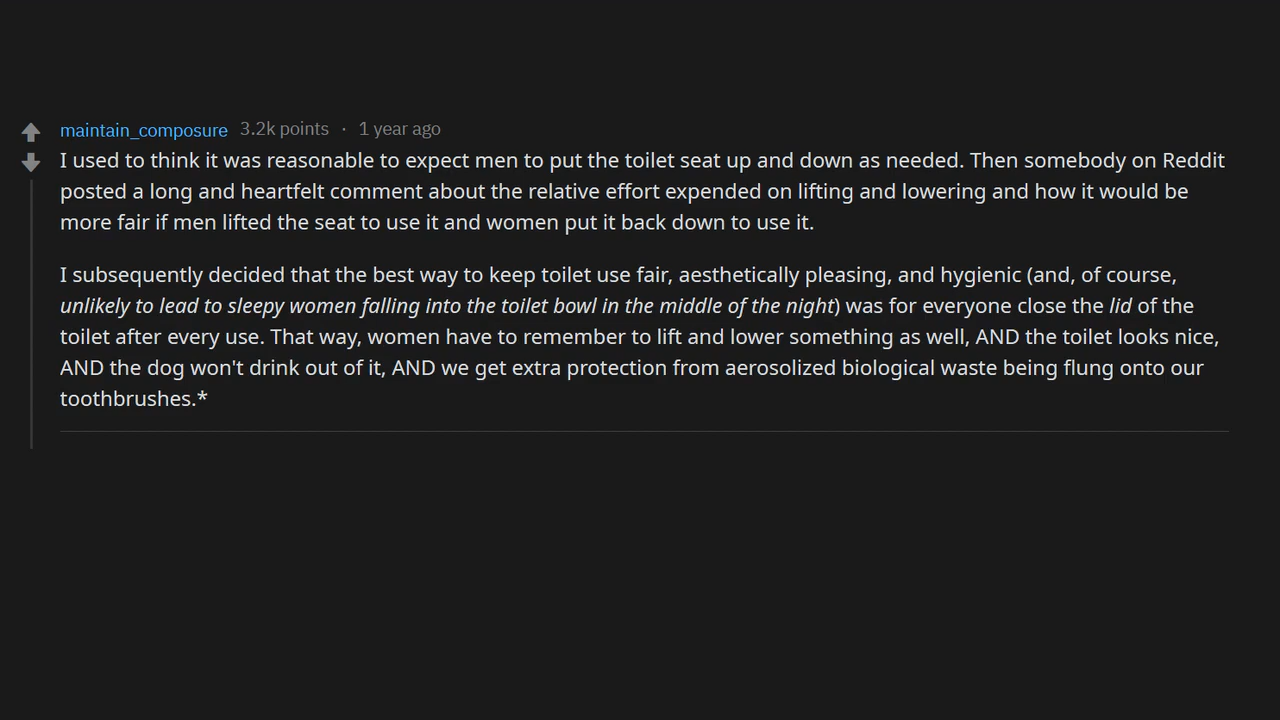 maintain_composure 3.2k points · 1 year ago
I used to think it was reasonable to expect men to put the toilet seat up and down as needed. Then somebody on Reddit
posted a long and heartfelt comment about the relative effort expended on lifting and lowering and how it would be
more fair if men lifted the seat to use it and women put it back down to use it.
I subsequently decided that the best way to keep toilet use fair, aesthetically pleasing, and hygienic (and, of course,
unlikely to lead to sleepy women falling into the toilet bowl in the middle of the night) was for everyone close the lid of the
toilet after every use. That way, women have to remember to lift and lower something as well, AND the toilet looks nice,
AND the dog won't drink out of it, AND we get extra protection from aerosolized biological waste being flung onto our
toothbrushes.*